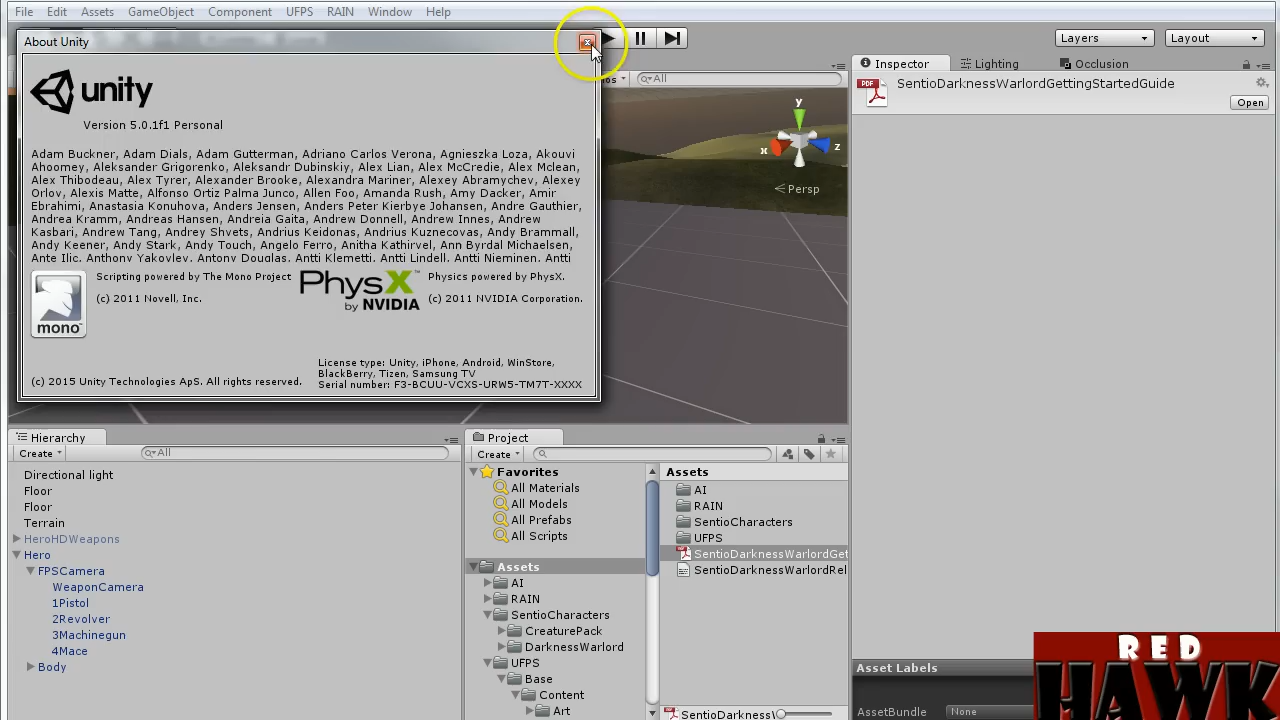 File Edit Assets GameObject Component UFPS RAIN Window Help
About Unity
Layers
Layout
All
Inspector
Lighting
Occlusion
unity
Version 5.0.1f1 Personal
PDF
SentioDarknessWarlordGettingStartedGuide
Open
y
x
z
Persp
Adam Buckner, Adam Dials, Adam Gutterman, Adriano Carlos Verona, Agnieszka Loza, Akouvi
Ahoomey, Aleksander Grigorenko, Aleksandr Dubinskiy, Alex Lian, Alex McCredie, Alex Mclean,
Alex Thibodeau, Alex Tyrer, Alexander Brooke, Alexandra Mariner, Alexey Abramychev, Alexey
Orlov, Alexis Matte, Alfonso Ortiz Palma Junco, Allen Foo, Amanda Rush, Amy Dacker, Amir
Ebrahimi, Anastasia Konuhova, Anders Jensen, Anders Peter Kierbye Johansen, Andre Gauthier,
Andrea Kramm, Andreas Hansen, Andreia Gaita, Andrew Donnell, Andrew Innes, Andrew
Kasbari, Andrew Tang, Andrey Shvets, Andrius Keidonas, Andrius Kuznecovas, Andy Brammall,
Andy Keener, Andy Stark, Andy Touch, Angelo Ferro, Anitha Kathirvel, Ann Byrdal Michaelsen,
Ante Ilic, Anthony Yakovlev, Antony Douglas, Antti Klemetti, Antti Lindell, Antti Nieminen, Antti
Scripting powered by The Mono Project
(c) 2011 Novell, Inc.
mono
PhysX
by NVIDIA
Physics powered by PhysX.
(c) 2011 NVIDIA Corporation.
License type: Unity, iPhone, Android, WinStore,
BlackBerry, Tizen, Samsung TV
(c) 2015 Unity Technologies ApS. All rights reserved.
Serial number: F3-BCUU-VCXS-URW5-TM7T-XXXX
Hierarchy
Create
All
Directional light
Floor
Floor
Terrain
HeroHDWeapons
Hero
FPSCamera
WeaponCamera
1Pistol
2Revolver
3Machinegun
4Mace
Body
Project
Create
Favorites
All Materials
All Models
All Prefabs
All Scripts
Assets
AI
RAIN
SentioCharacters
CreaturePack
DarknessWarlord
UFPS
Base
Content
Art
Assets
AI
RAIN
SentioCharacters
UFPS
SentioDarknessWarlordGet
SentioDarknessWarlordRel
SentioDarkness\
Asset Labels
AssetBundle
None
RED
HAWK